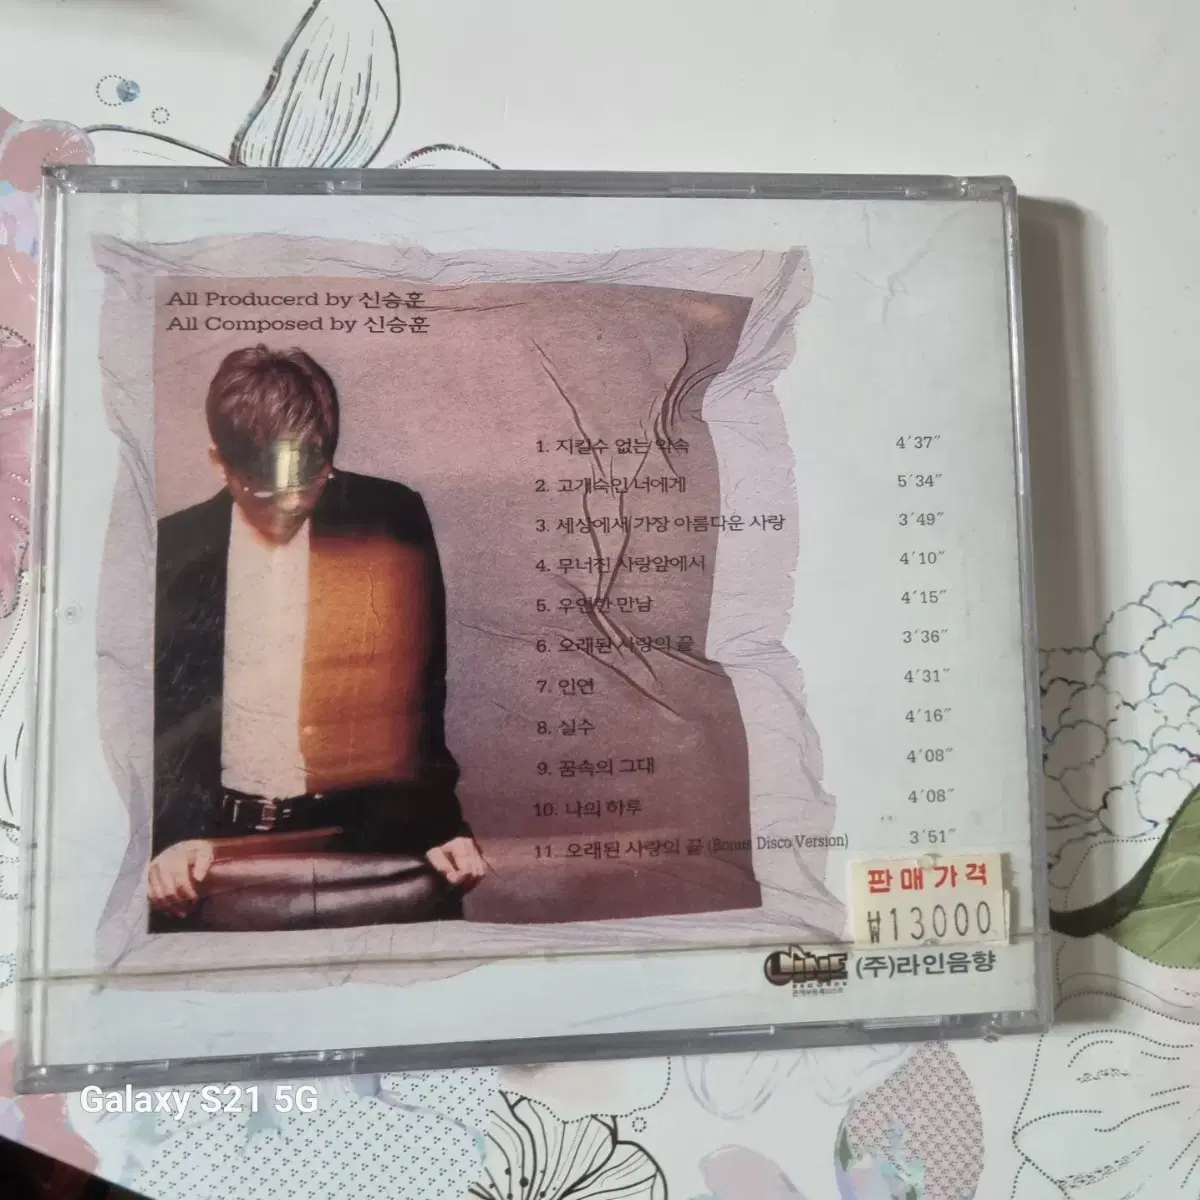 All Producerd by 신승훈
All Composed by 신승훈
1. 지킬수 없는 약속 4´37″
2. 고개숙인 너에게 5´34″
3. 세상에서 가장 아름다운 사랑 3´49″
4. 무너진 사랑앞에서 4´10″
5. 우연한 만남 4´15″
6. 오래된 사랑의 끝 3´36″
7. 인연 4´31″
8. 실수 4´16″
9. 꿈속의 그대 4´08″
10. 나의 하루 4´08″
11. 오래된 사랑의 끝 (Bonus Disco Version) 3´51″
판매가격
₩13000
LINE (주)라인음향
RECORDS
Galaxy S21 5G